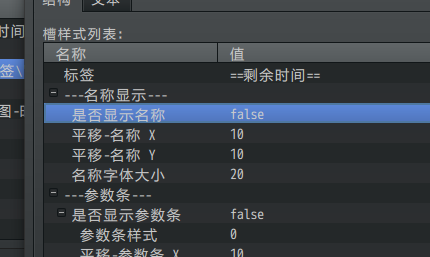 结构 文本
时间
槽样式列表:
名称 值
签\ 标签 ==剩余时间==
---名称显示---
是否显示名称 false
图-时 平移-名称 X 10
平移-名称 Y 10
名称字体大小 20
---参数条---
是否显示参数条 false
参数条样式 0
平移-参数条 X 10